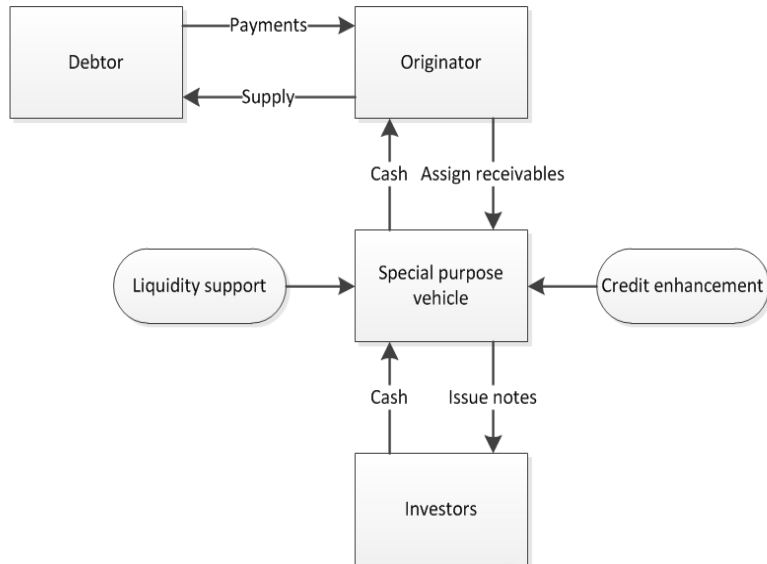 Payments
Debtor
Originator
Supply
Cash
Assign receivables
Liquidity support
Special purpose
vehicle
Credit enhancement
Cash
Issue notes
Investors